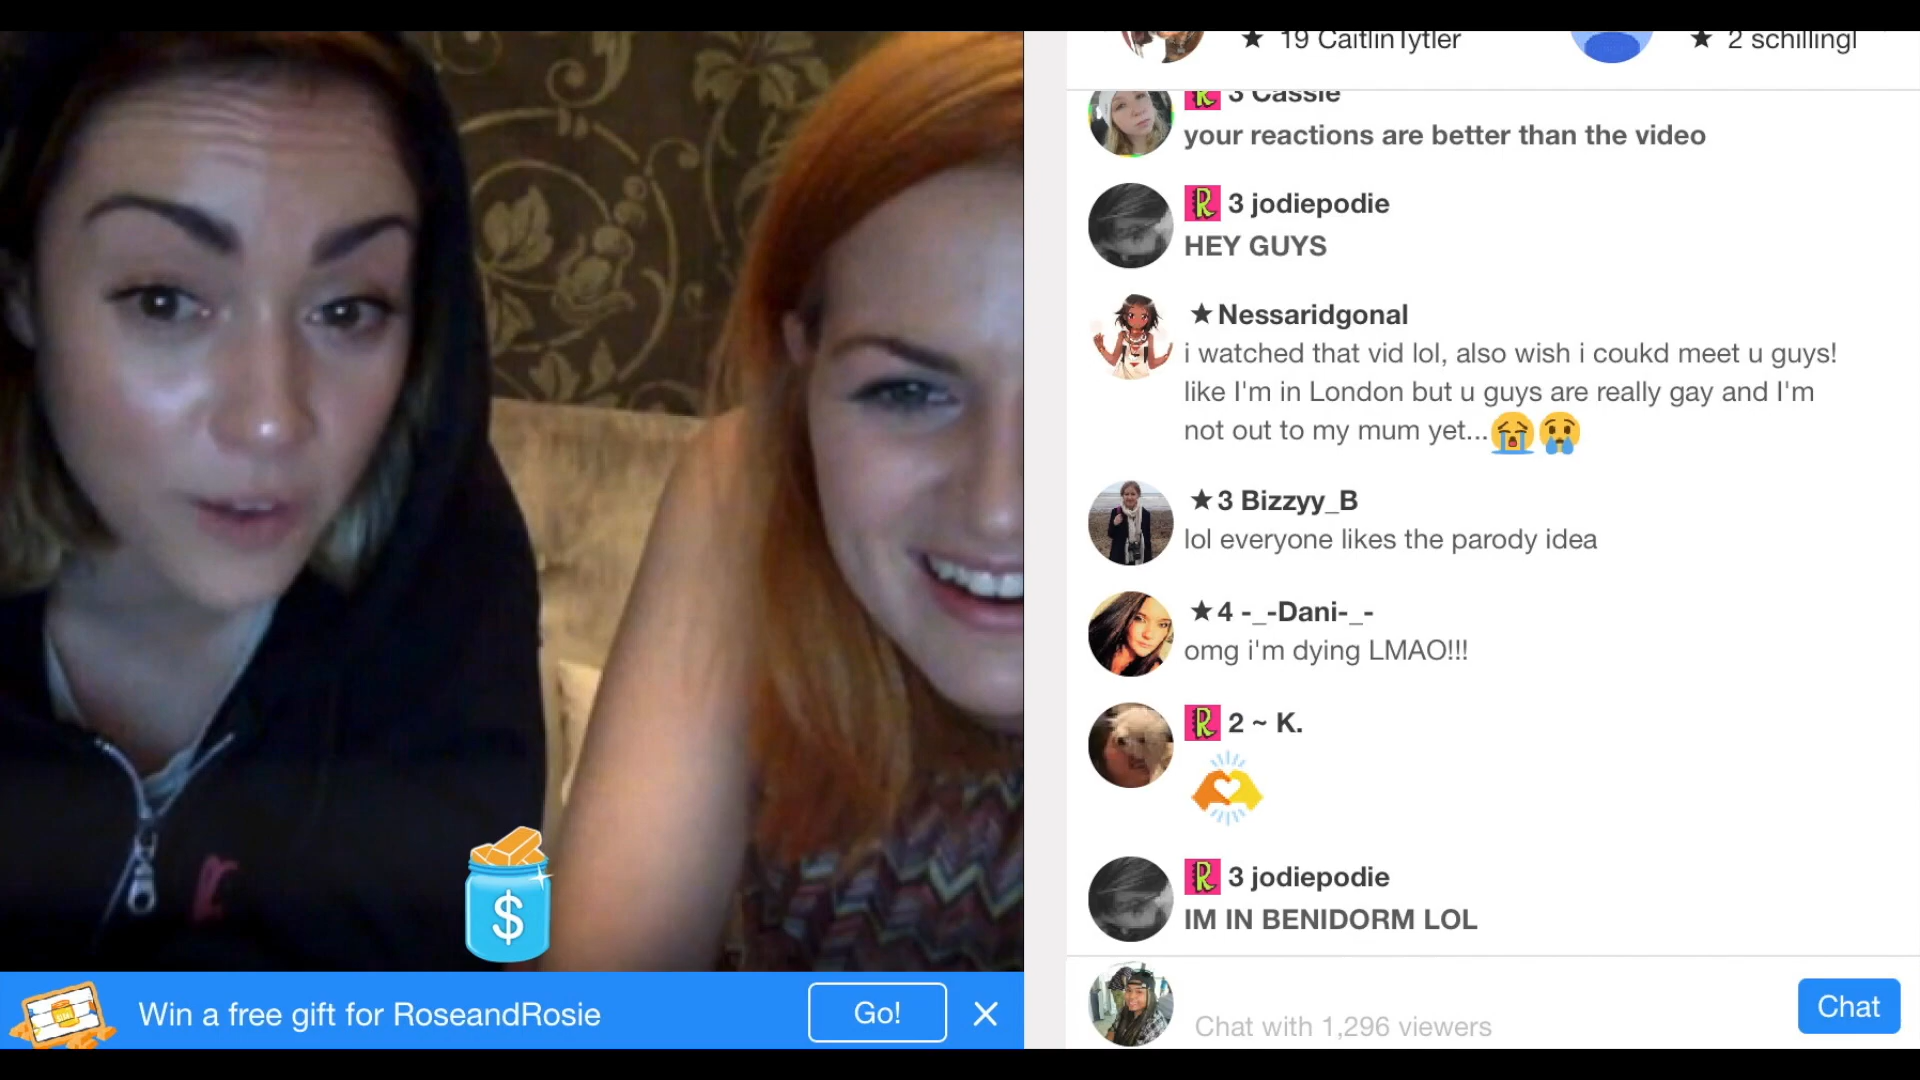 ★ 19 CaitlinTytler
★ 2 schillingl
R 3 Cassie
your reactions are better than the video
R 3 jodiepodie
HEY GUYS
★ Nessaridgonal
i watched that vid lol, also wish i coukd meet u guys!
like I'm in London but u guys are really gay and I'm
not out to my mum yet...😭😢
★ 3 Bizzyy_B
lol everyone likes the parody idea
★ 4 -_-Dani-_-
omg i'm dying LMAO!!!
R 2 ~ K.
R 3 jodiepodie
IM IN BENIDORM LOL
$
Win a free gift for RoseandRosie
Go!
Chat with 1,296 viewers
Chat